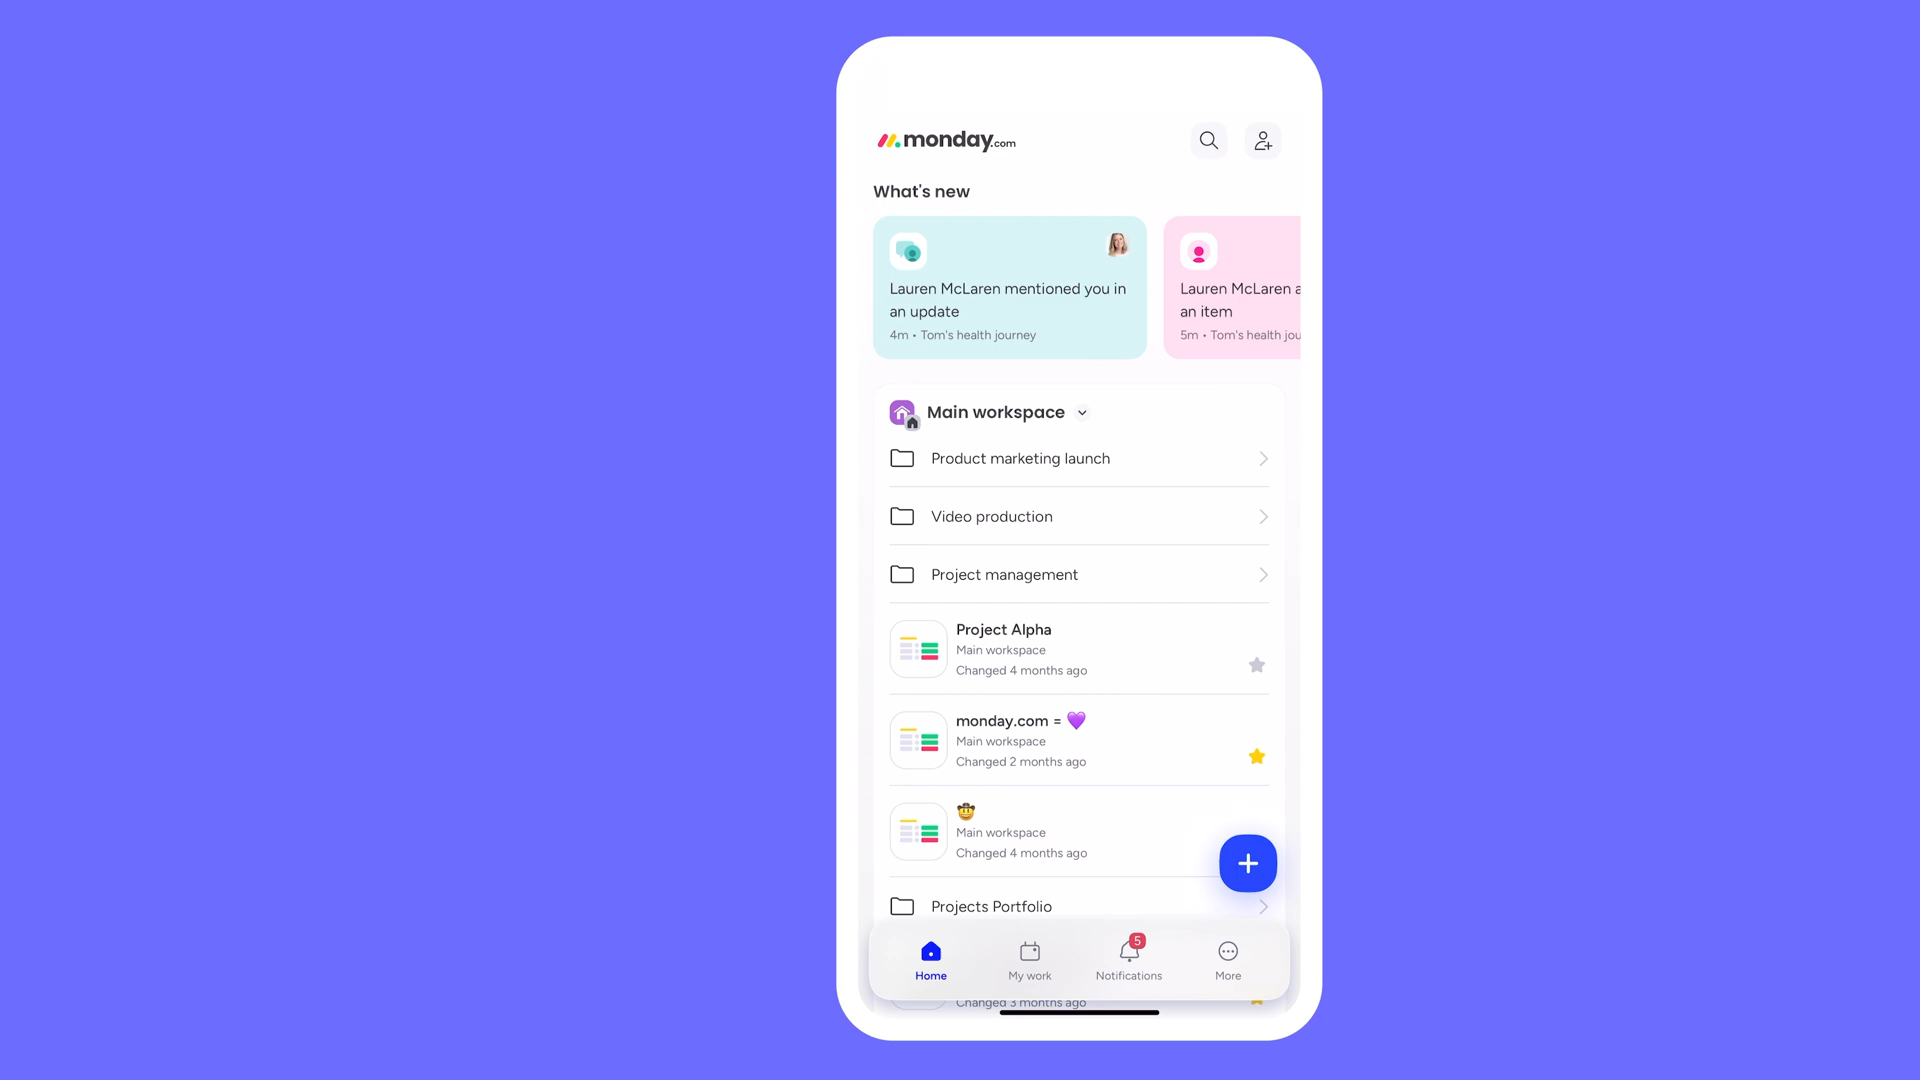 monday.com
What's new
Lauren McLaren mentioned you in
an update
4m • Tom's health journey
Lauren McLaren a
an item
5m • Tom's health jou
Main workspace
Product marketing launch
Video production
Project management
Project Alpha
Main workspace
Changed 4 months ago
monday.com = 💜
Main workspace
Changed 2 months ago
🤠
Main workspace
Changed 4 months ago
Projects Portfolio
5
Home
My work
Notifications
More
Changed 3 months ago